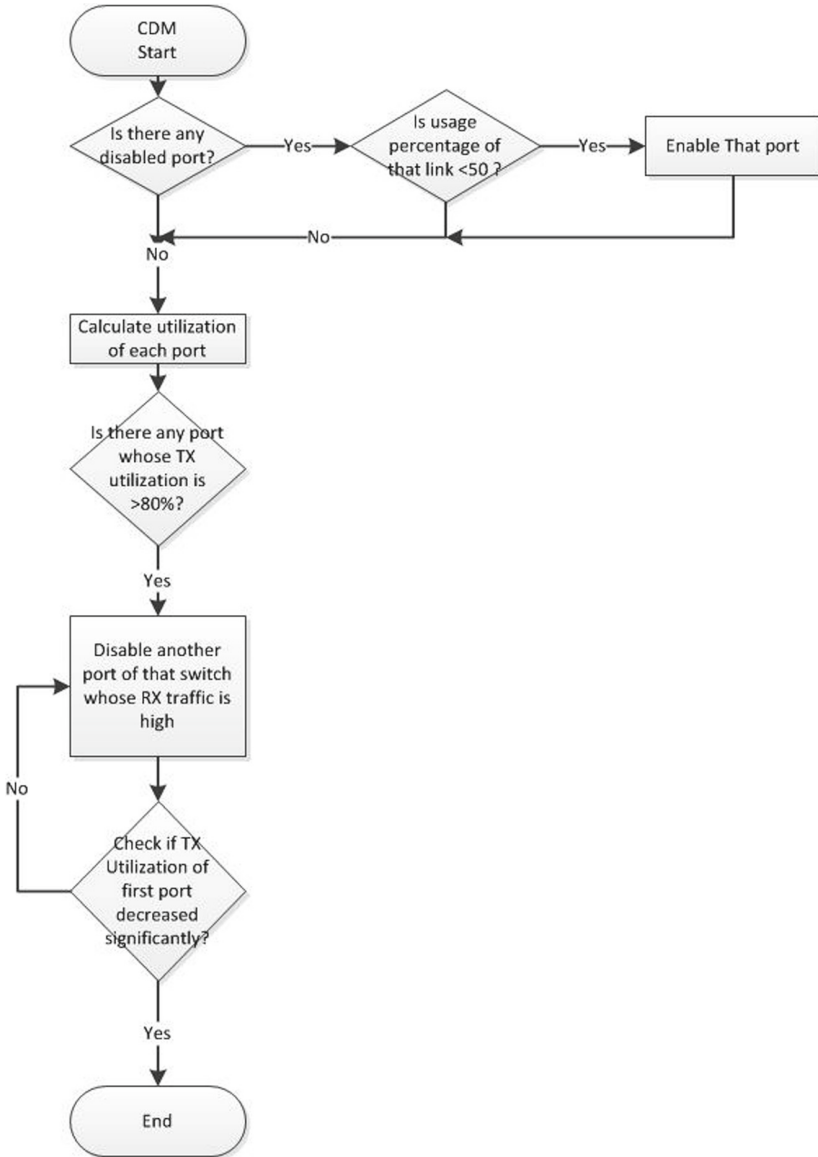 CDM
Start
Is there any
disabled port?
Yes
Is usage
percentage of
that link <50 ?
Yes
Enable That port
No
No
Calculate utilization
of each port
Is there any port
whose TX
utilization is
>80%?
Yes
Disable another
port of that switch
whose RX traffic is
high
No
Check if TX
Utilization of
first port
decreased
significantly?
Yes
End